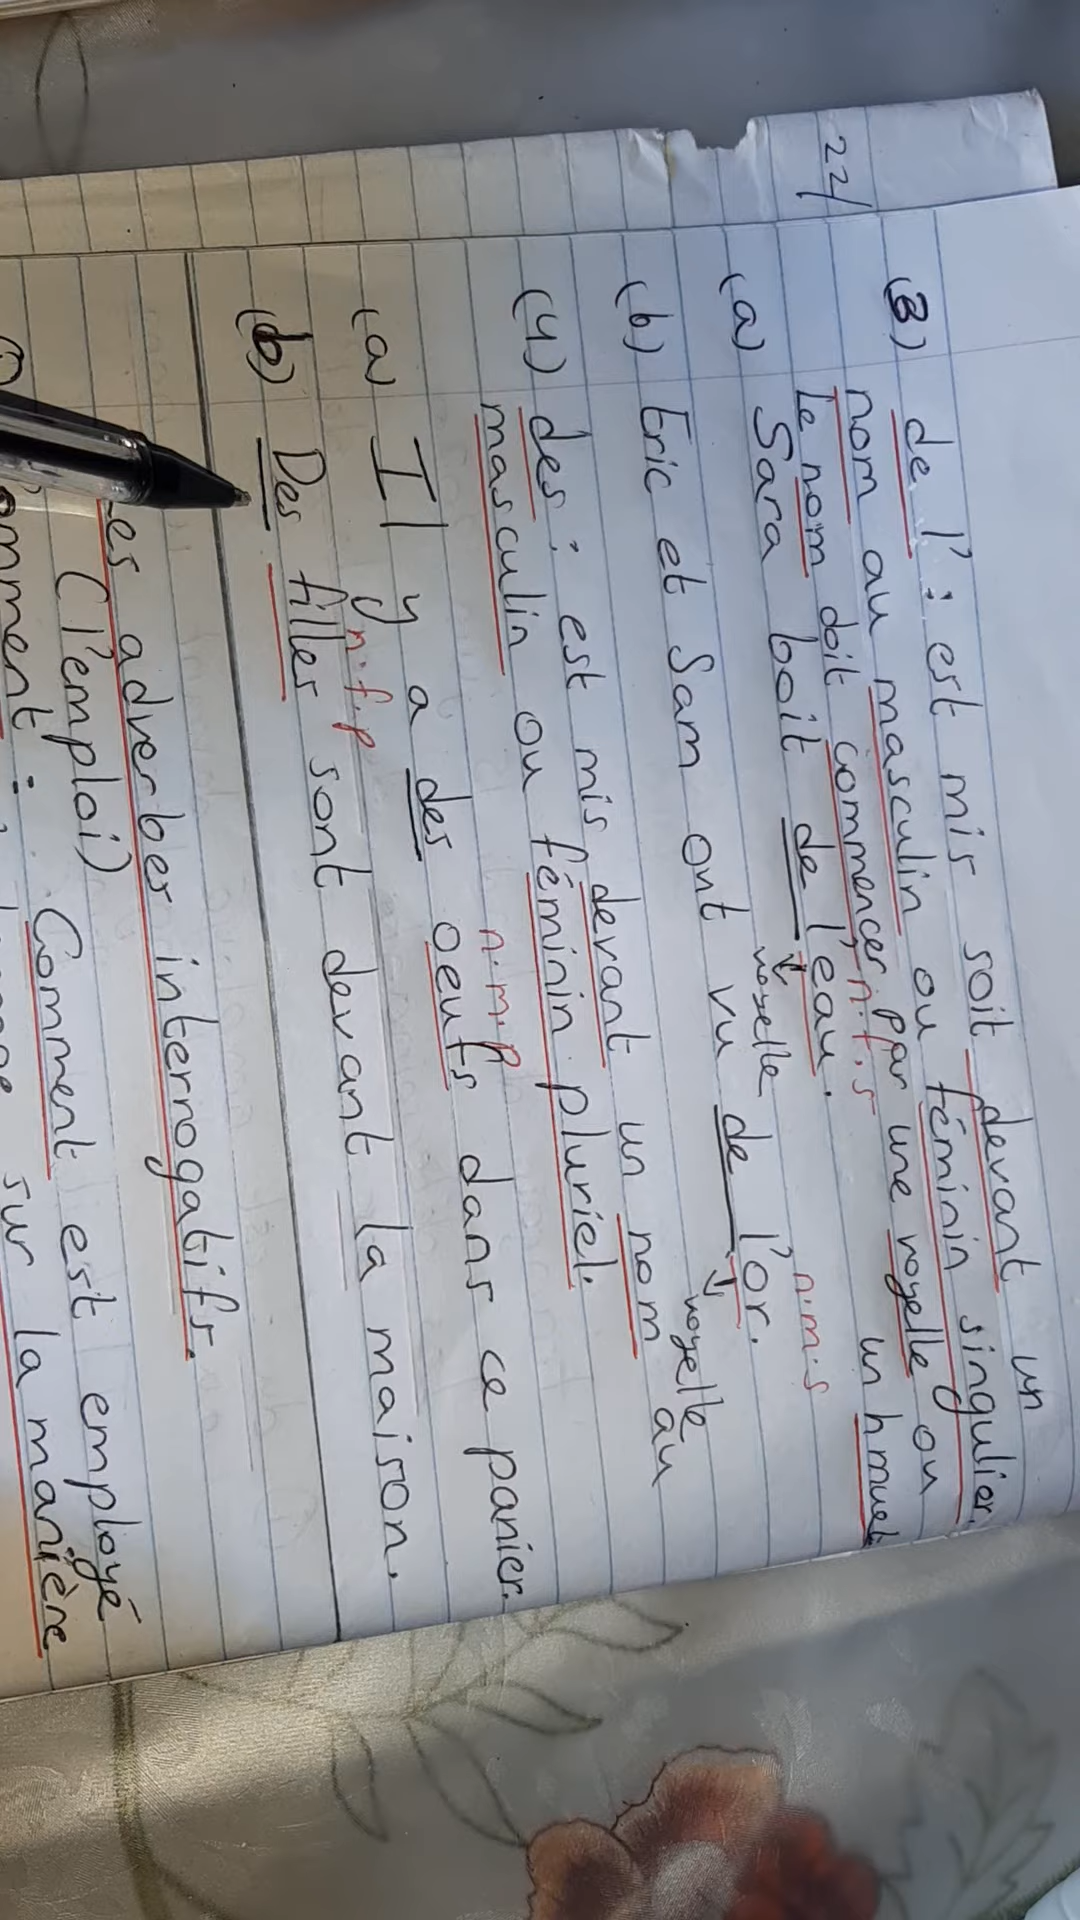 22/
(3) de l' : est mis soit devant un
nom au masculin ou féminin singulier.
le nom doit commencer par une voyelle ou
un h muet
n.f.s
(a) Sara boit de l'eau.
voyelle
n.m.s
(b) Eric et Sam ont vu de l'or.
voyelle
(4) des : est mis devant un nom au
masculin ou féminin pluriel.
n.m.p
(a) Il y a des oeufs dans ce panier.
n.f.p
(b) Des filles sont devant la maison.
es adverbes interrogatifs.
(l'emploi)
omment : Comment est employé
sur la manière